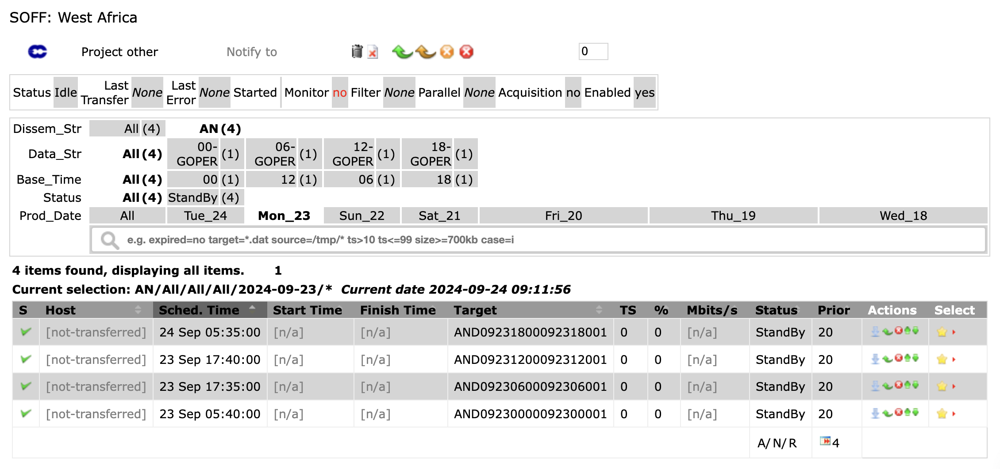 SOFF: West Africa
Project other Notify to 0
Status Idle Last Transfer None Last Error None Started Monitor no Filter None Parallel None Acquisition no Enabled yes
Dissem_Str All (4) AN (4)
Data_Str All (4) 00-GOPER (1) 06-GOPER (1) 12-GOPER (1) 18-GOPER (1)
Base_Time All (4) 00 (1) 12 (1) 06 (1) 18 (1)
Status All (4) StandBy (4)
Prod_Date All Tue_24 Mon_23 Sun_22 Sat_21 Fri_20 Thu_19 Wed_18
e.g. expired=no target=*.dat source=/tmp/* ts>10 ts<=99 size>=700kb case=i
4 items found, displaying all items. 1
Current selection: AN/All/All/All/2024-09-23/* Current date 2024-09-24 09:11:56
S Host Sched. Time Start Time Finish Time Target TS % Mbits/s Status Prior Actions Select
[not-transferred] 24 Sep 05:35:00 [n/a] [n/a] AND09231800092318001 0 0 [n/a] StandBy 20
[not-transferred] 23 Sep 17:40:00 [n/a] [n/a] AND09231200092312001 0 0 [n/a] StandBy 20
[not-transferred] 23 Sep 17:35:00 [n/a] [n/a] AND09230600092306001 0 0 [n/a] StandBy 20
[not-transferred] 23 Sep 05:40:00 [n/a] [n/a] AND09230000092300001 0 0 [n/a] StandBy 20
A/N/R 4